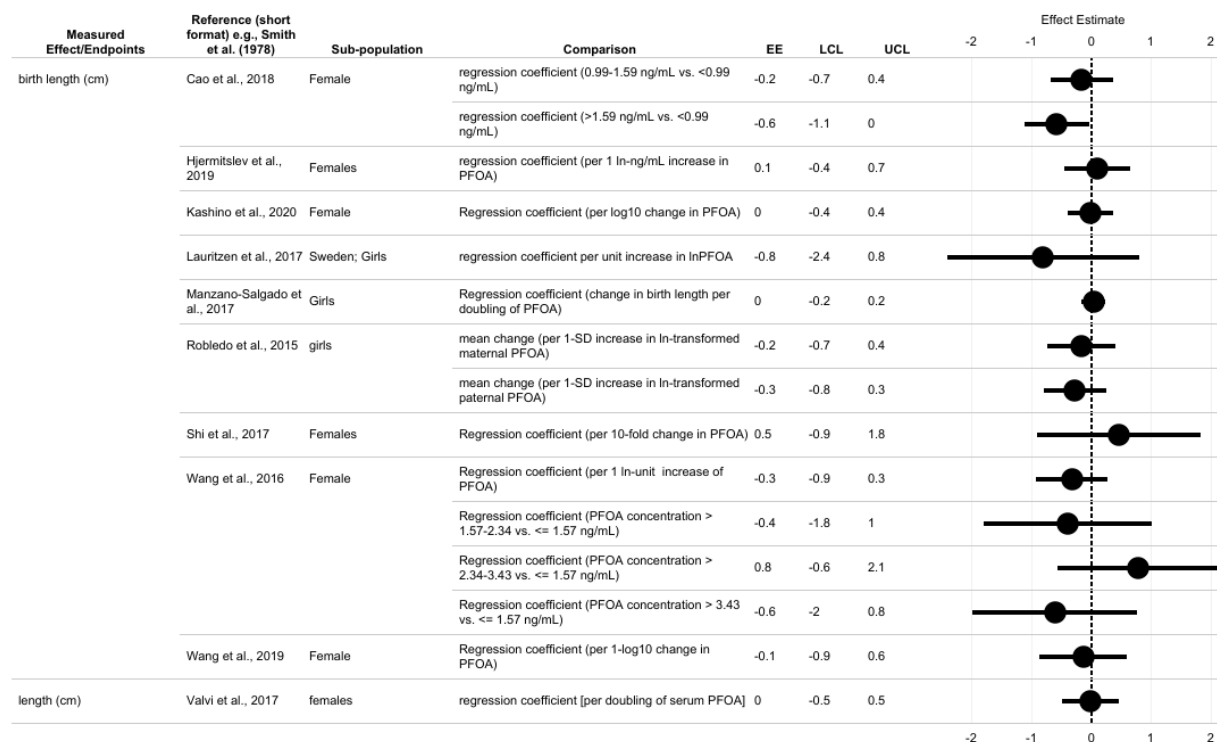 Measured Effect/Endpoints Reference (short format) e.g., Smith et al. (1978) Sub-population Comparison EE LCL UCL Effect Estimate
-2 -1 0 1 2
birth length (cm) Cao et al., 2018 Female regression coefficient (0.99-1.59 ng/mL vs. <0.99 ng/mL) -0.2 -0.7 0.4
regression coefficient (>1.59 ng/mL vs. <0.99 ng/mL) -0.6 -1.1 0
Hjermitslev et al., 2019 Females regression coefficient (per 1 ln-ng/mL increase in PFOA) 0.1 -0.4 0.7
Kashino et al., 2020 Female Regression coefficient (per log10 change in PFOA) 0 -0.4 0.4
Lauritzen et al., 2017 Sweden; Girls regression coefficient per unit increase in lnPFOA -0.8 -2.4 0.8
Manzano-Salgado et al., 2017 Girls Regression coefficient (change in birth length per doubling of PFOA) 0 -0.2 0.2
Robledo et al., 2015 girls mean change (per 1-SD increase in ln-transformed maternal PFOA) -0.2 -0.7 0.4
mean change (per 1-SD increase in ln-transformed paternal PFOA) -0.3 -0.8 0.3
Shi et al., 2017 Females Regression coefficient (per 10-fold change in PFOA) 0.5 -0.9 1.8
Wang et al., 2016 Female Regression coefficient (per 1 ln-unit increase of PFOA) -0.3 -0.9 0.3
Regression coefficient (PFOA concentration > 1.57-2.34 vs. <= 1.57 ng/mL) -0.4 -1.8 1
Regression coefficient (PFOA concentration > 2.34-3.43 vs. <= 1.57 ng/mL) 0.8 -0.6 2.1
Regression coefficient (PFOA concentration > 3.43 vs. <= 1.57 ng/mL) -0.6 -2 0.8
Wang et al., 2019 Female Regression coefficient (per 1-log10 change in PFOA) -0.1 -0.9 0.6
length (cm) Valvi et al., 2017 females regression coefficient [per doubling of serum PFOA] 0 -0.5 0.5
-2 -1 0 1 2